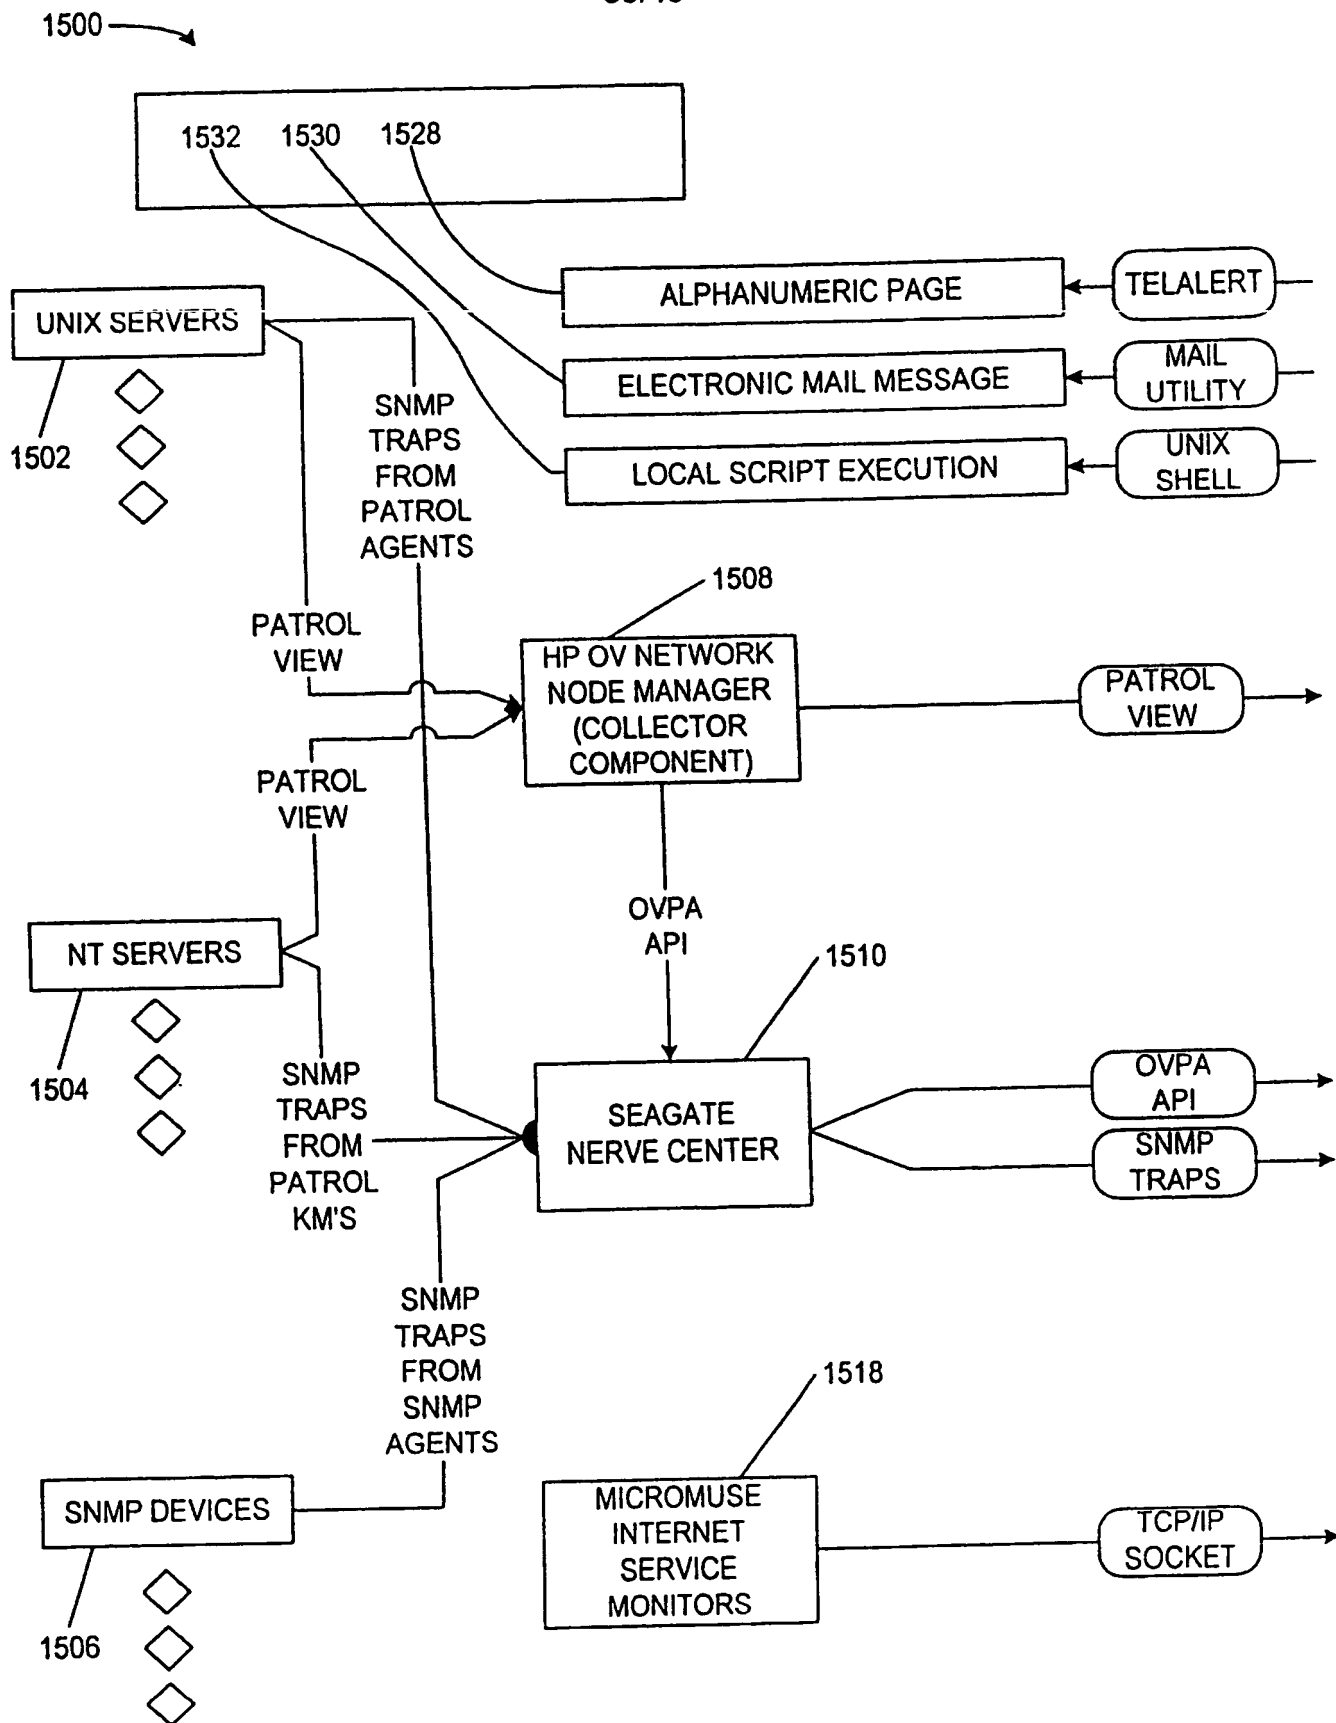 1500
1532 1530 1528
UNIX SERVERS
1502
ALPHANUMERIC PAGE
TELALERT
ELECTRONIC MAIL MESSAGE
MAIL
UTILITY
LOCAL SCRIPT EXECUTION
UNIX
SHELL
SNMP
TRAPS
FROM
PATROL
AGENTS
PATROL
VIEW
1508
HP OV NETWORK
NODE MANAGER
(COLLECTOR
COMPONENT)
PATROL
VIEW
PATROL
VIEW
OVPA
API
NT SERVERS
1504
1510
SNMP
TRAPS
FROM
PATROL
KM'S
SEAGATE
NERVE CENTER
OVPA
API
SNMP
TRAPS
SNMP
TRAPS
FROM
SNMP
AGENTS
SNMP DEVICES
1506
1518
MICROMUSE
INTERNET
SERVICE
MONITORS
TCP/IP
SOCKET